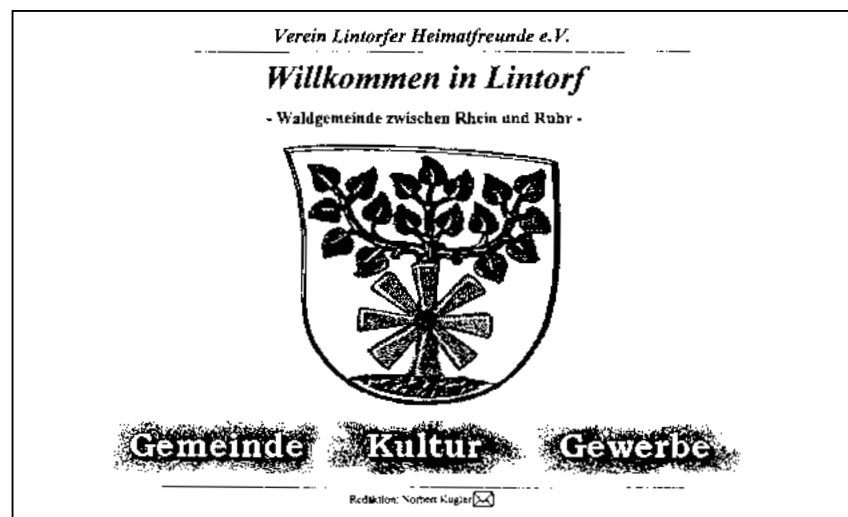 Verein Lintorfer Heimatfreunde e.V.
Willkommen in Lintorf
- Waldgemeinde zwischen Rhein und Ruhr -
Gemeinde Kultur Gewerbe
Redaktion: Norbert Kugler